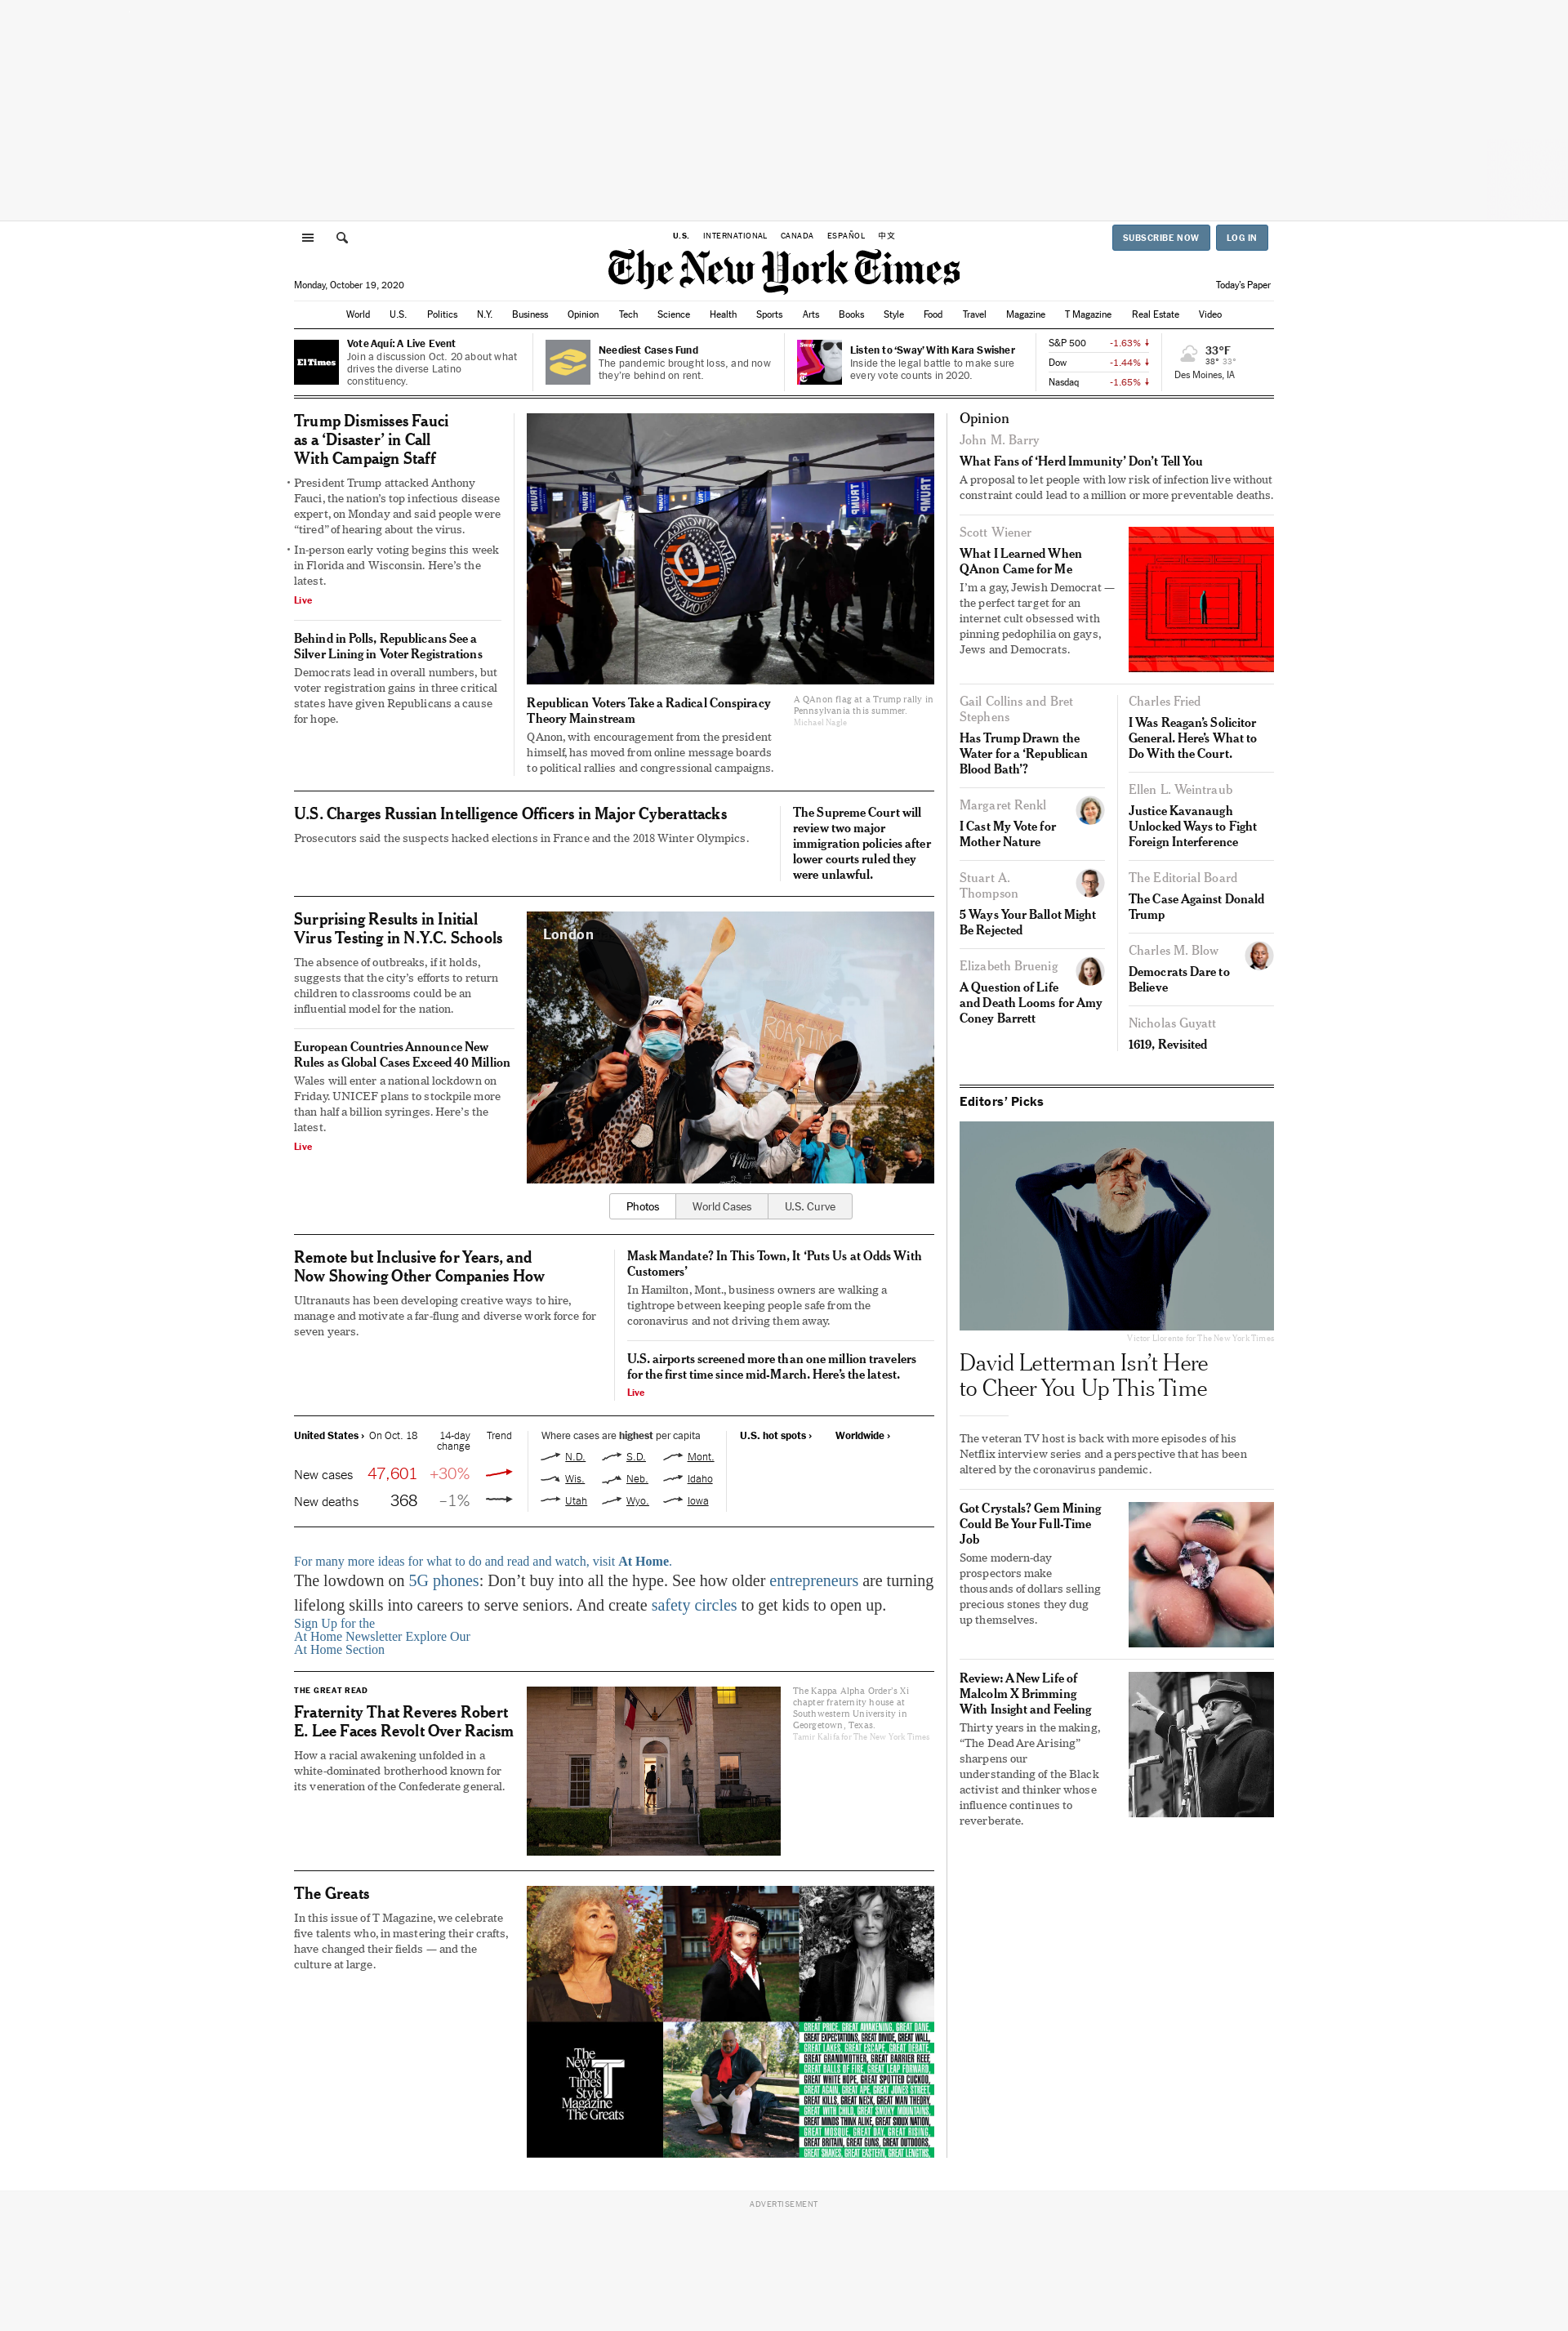 U.S. INTERNATIONAL CANADA ESPAÑOL 中文
SUBSCRIBE NOW LOG IN
The New York Times
Monday, October 19, 2020
Today's Paper
World U.S. Politics N.Y. Business Opinion Tech Science Health Sports Arts Books Style Food Travel Magazine T Magazine Real Estate Video
El Times
Vote Aquí: A Live Event
Join a discussion Oct. 20 about what
drives the diverse Latino
constituency.
Neediest Cases Fund
The pandemic brought loss, and now
they're behind on rent.
Sway
Listen to ‘Sway’ With Kara Swisher
Inside the legal battle to make sure
every vote counts in 2020.
S&P 500 -1.63%
Dow -1.44%
Nasdaq -1.65%
33°F
38° 33°
Des Moines, IA
Trump Dismisses Fauci
as a ‘Disaster’ in Call
With Campaign Staff
• President Trump attacked Anthony
Fauci, the nation’s top infectious disease
expert, on Monday and said people were
“tired” of hearing about the virus.
• In-person early voting begins this week
in Florida and Wisconsin. Here’s the
latest.
Live
Behind in Polls, Republicans See a
Silver Lining in Voter Registrations
Democrats lead in overall numbers, but
voter registration gains in three critical
states have given Republicans a cause
for hope.
TRUMP
Republican Voters Take a Radical Conspiracy
Theory Mainstream
QAnon, with encouragement from the president
himself, has moved from online message boards
to political rallies and congressional campaigns.
A QAnon flag at a Trump rally in
Pennsylvania this summer.
Michael Nagle
U.S. Charges Russian Intelligence Officers in Major Cyberattacks
Prosecutors said the suspects hacked elections in France and the 2018 Winter Olympics.
The Supreme Court will
review two major
immigration policies after
lower courts ruled they
were unlawful.
Surprising Results in Initial
Virus Testing in N.Y.C. Schools
The absence of outbreaks, if it holds,
suggests that the city’s efforts to return
children to classrooms could be an
influential model for the nation.
European Countries Announce New
Rules as Global Cases Exceed 40 Million
Wales will enter a national lockdown on
Friday. UNICEF plans to stockpile more
than half a billion syringes. Here’s the
latest.
Live
London
ROASTING
Photos World Cases U.S. Curve
Remote but Inclusive for Years, and
Now Showing Other Companies How
Ultranauts has been developing creative ways to hire,
manage and motivate a far-flung and diverse work force for
seven years.
Mask Mandate? In This Town, It ‘Puts Us at Odds With
Customers’
In Hamilton, Mont., business owners are walking a
tightrope between keeping people safe from the
coronavirus and not driving them away.
U.S. airports screened more than one million travelers
for the first time since mid-March. Here’s the latest.
Live
United States › On Oct. 18 14-day
change Trend
New cases 47,601 +30%
New deaths 368 –1%
Where cases are highest per capita
N.D. S.D. Mont.
Wis. Neb. Idaho
Utah Wyo. Iowa
U.S. hot spots › Worldwide ›
For many more ideas for what to do and read and watch, visit At Home.
The lowdown on 5G phones: Don’t buy into all the hype. See how older entrepreneurs are turning
lifelong skills into careers to serve seniors. And create safety circles to get kids to open up.
Sign Up for the
At Home Newsletter Explore Our
At Home Section
THE GREAT READ
Fraternity That Reveres Robert
E. Lee Faces Revolt Over Racism
How a racial awakening unfolded in a
white-dominated brotherhood known for
its veneration of the Confederate general.
The Kappa Alpha Order’s Xi
chapter fraternity house at
Southwestern University in
Georgetown, Texas.
Tamir Kalifa for The New York Times
The Greats
In this issue of T Magazine, we celebrate
five talents who, in mastering their crafts,
have changed their fields — and the
culture at large.
The
New
York
Times
Style
Magazine
The Greats
GREAT PRICE, GREAT AWAKENING, GREAT DARE,
GREAT EXPECTATIONS, GREAT DIVIDE, GREAT WALL,
GREAT LAKES, GREAT ESCAPE, GREAT DEBATE,
GREAT GRANDMOTHER, GREAT BARRIER REEF,
GREAT BALLS OF FIRE, GREAT LEAP FORWARD,
GREAT WHITE HOPE, GREAT SPOTTED CUCKOO,
GREAT AGAIN, GREAT APE, GREAT JONES STREET,
GREAT KILLS, GREAT NECK, GREAT MAN THEORY,
GREAT WITH CHILD, GREAT SMOKY MOUNTAINS,
GREAT MINDS THINK ALIKE, GREAT SIOUX NATION,
GREAT MOSQUE, GREAT DAY, GREAT RISING,
GREAT BRITAIN, GREAT GUNS, GREAT OUTDOORS,
GREAT SNAKES, GREAT EASTERN, GREAT LENGTHS,
Opinion
John M. Barry
What Fans of ‘Herd Immunity’ Don’t Tell You
A proposal to let people with low risk of infection live without
constraint could lead to a million or more preventable deaths.
Scott Wiener
What I Learned When
QAnon Came for Me
I’m a gay, Jewish Democrat —
the perfect target for an
internet cult obsessed with
pinning pedophilia on gays,
Jews and Democrats.
Gail Collins and Bret
Stephens
Has Trump Drawn the
Water for a ‘Republican
Blood Bath’?
Margaret Renkl
I Cast My Vote for
Mother Nature
Stuart A.
Thompson
5 Ways Your Ballot Might
Be Rejected
Elizabeth Bruenig
A Question of Life
and Death Looms for Amy
Coney Barrett
Charles Fried
I Was Reagan’s Solicitor
General. Here’s What to
Do With the Court.
Ellen L. Weintraub
Justice Kavanaugh
Unlocked Ways to Fight
Foreign Interference
The Editorial Board
The Case Against Donald
Trump
Charles M. Blow
Democrats Dare to
Believe
Nicholas Guyatt
1619, Revisited
Editors’ Picks
Victor Llorente for The New York Times
David Letterman Isn’t Here
to Cheer You Up This Time
The veteran TV host is back with more episodes of his
Netflix interview series and a perspective that has been
altered by the coronavirus pandemic.
Got Crystals? Gem Mining
Could Be Your Full-Time
Job
Some modern-day
prospectors make
thousands of dollars selling
precious stones they dug
up themselves.
Review: A New Life of
Malcolm X Brimming
With Insight and Feeling
Thirty years in the making,
“The Dead Are Arising”
sharpens our
understanding of the Black
activist and thinker whose
influence continues to
reverberate.
ADVERTISEMENT